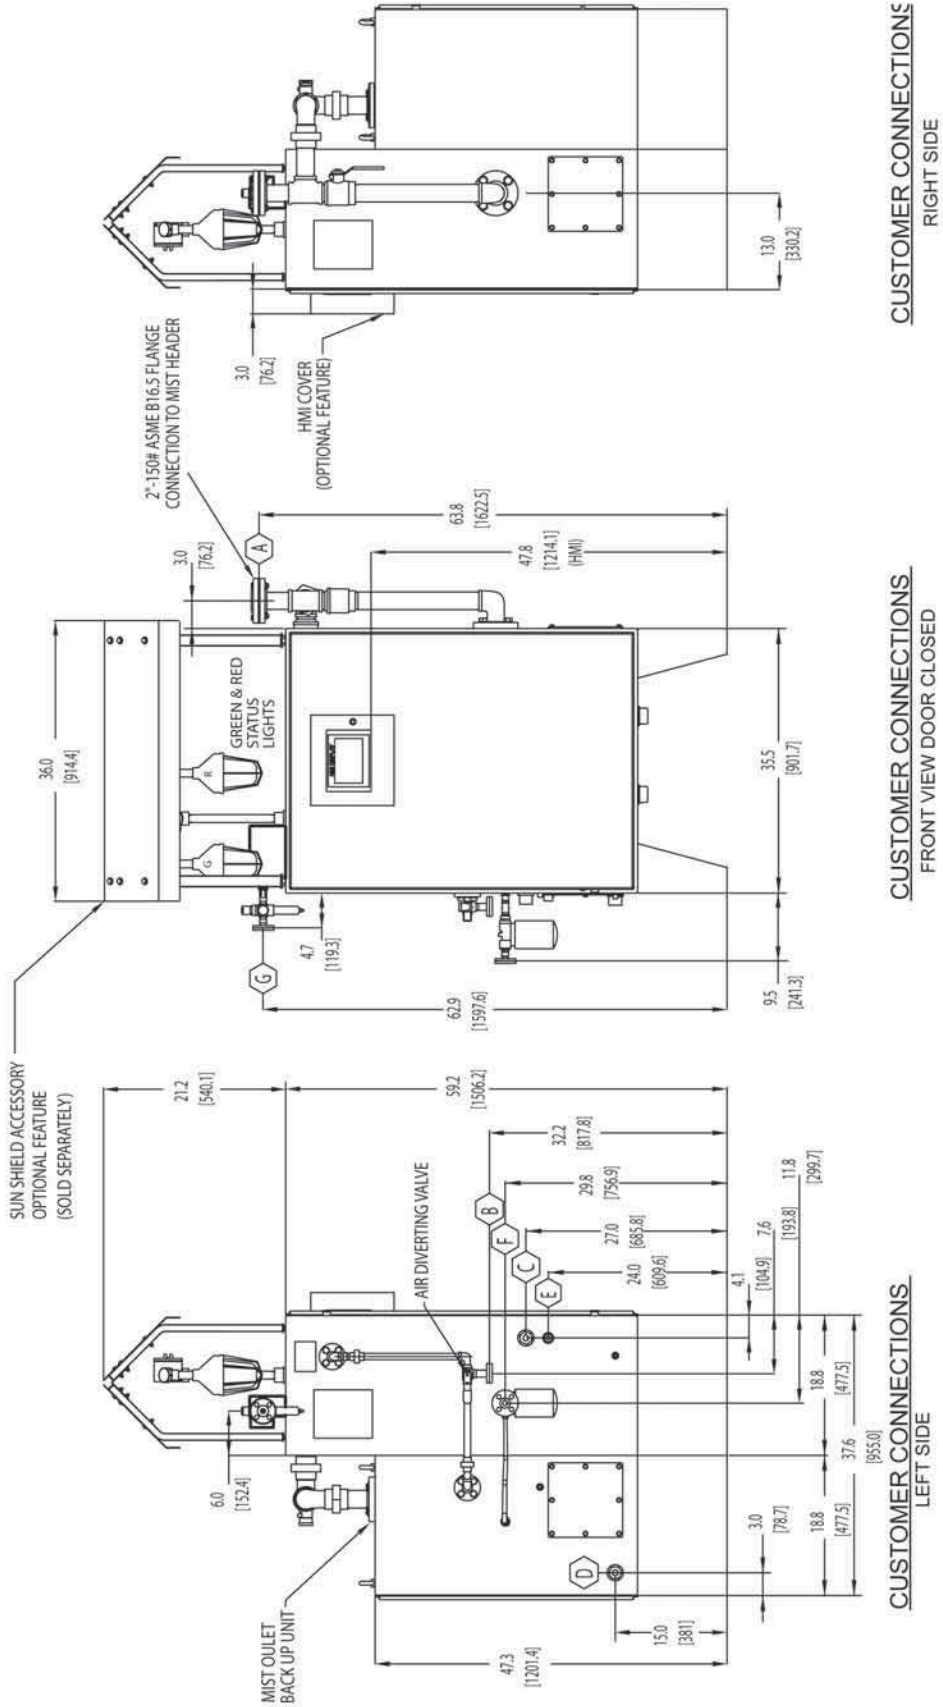 SUN SHIELD ACCESSORY
OPTIONAL FEATURE
(SOLD SEPARATELY)
MIST OULET
BACK UP UNIT
AIR DIVERTING VALVE
6.0
[152.4]
21.2
[540.1]
59.2
[1506.2]
47.3
[1201.4]
15.0
[381]
D
3.0
[78.7]
18.8
[477.5]
18.8
[477.5]
37.6
[955.0]
B
F
C
E
32.2
[817.8]
29.8
[756.9]
27.0
[685.8]
24.0
[609.6]
4.1
[104.9]
7.6
[193.8]
11.8
[299.7]
CUSTOMER CONNECTIONS
LEFT SIDE
36.0
[914.4]
G
R
GREEN & RED
STATUS
LIGHTS
3.0
[76.2]
2"-150# ASME B16.5 FLANGE
CONNECTION TO MIST HEADER
A
G
4.7
[119.3]
62.9
[1597.6]
9.5
[241.3]
35.5
[901.7]
47.8
[1214.1]
(HMI)
63.8
[1622.5]
CUSTOMER CONNECTIONS
FRONT VIEW DOOR CLOSED
3.0
[76.2]
HMI COVER
(OPTIONAL FEATURE)
13.0
[330.2]
CUSTOMER CONNECTIONS
RIGHT SIDE